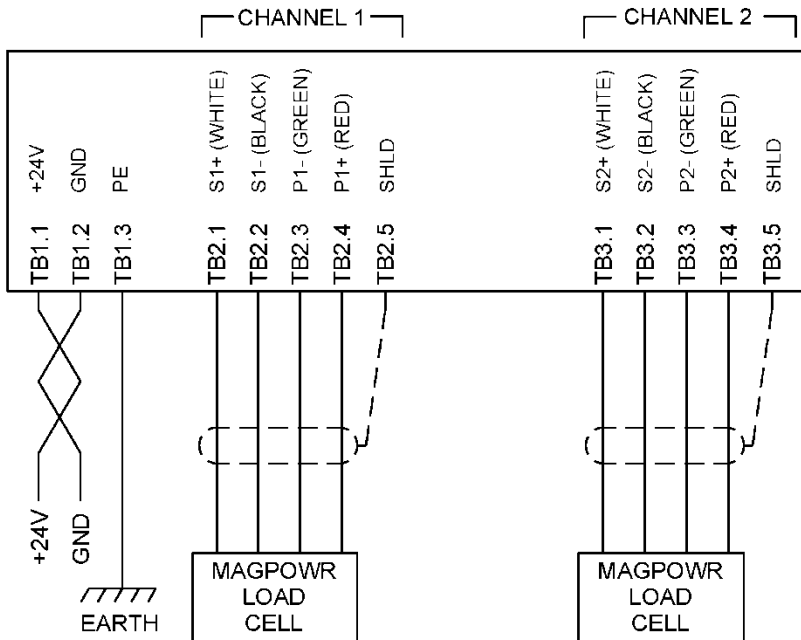 CHANNEL 1
CHANNEL 2
+24V
GND
PE
S1+ (WHITE)
S1- (BLACK)
P1- (GREEN)
P1+ (RED)
SHLD
S2+ (WHITE)
S2- (BLACK)
P2- (GREEN)
P2+ (RED)
SHLD
TB1.1
TB1.2
TB1.3
TB2.1
TB2.2
TB2.3
TB2.4
TB2.5
TB3.1
TB3.2
TB3.3
TB3.4
TB3.5
+24V
GND
EARTH
MAGPOWR
LOAD
CELL
MAGPOWR
LOAD
CELL